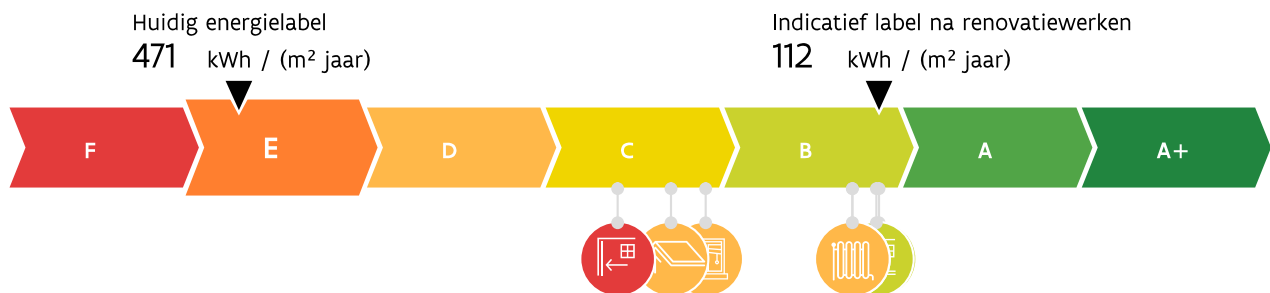 Huidig energielabel
471 kWh / (m² jaar)
Indicatief label na renovatiewerken
112 kWh / (m² jaar)
F E D C B A A+